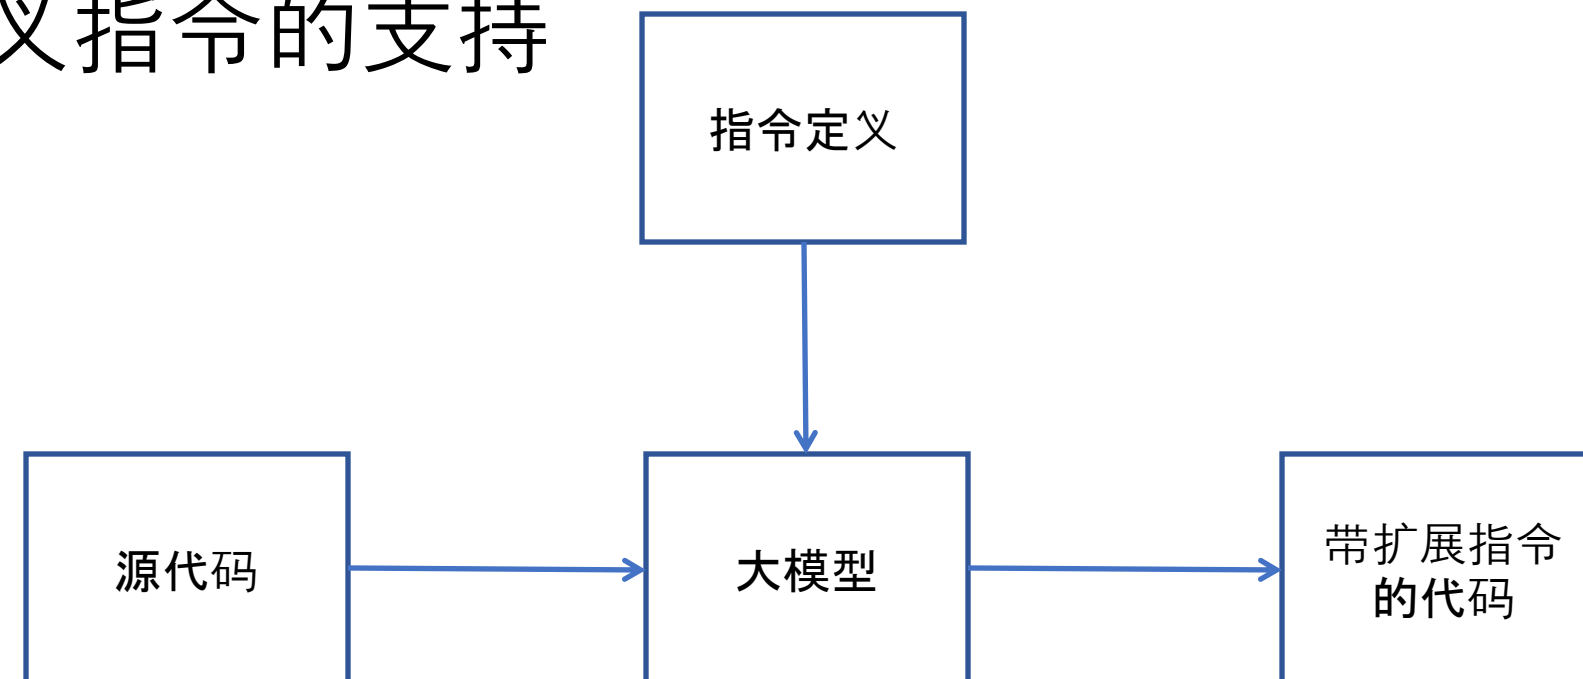 义指令的支持
指令定义
源代码
大模型
带扩展指令
的代码